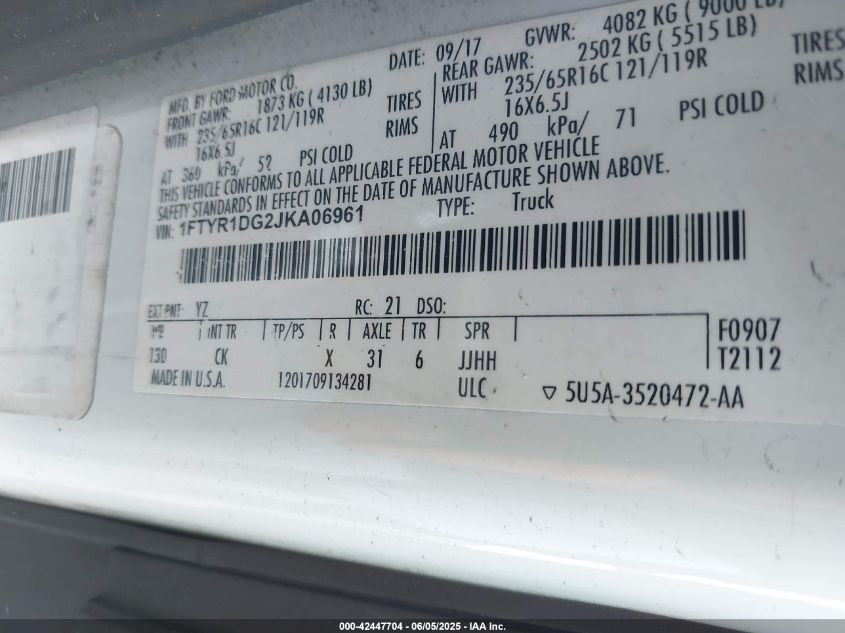 MFD. BY FORD MOTOR CO. DATE: 09/17 GVWR: 4082 KG ( 9000 LB)
FRONT GAWR: 1873 KG ( 4130 LB) REAR GAWR: 2502 KG ( 5515 LB)
WITH 235/65R16C 121/119R TIRES WITH 235/65R16C 121/119R TIRES
16X6.5J RIMS 16X6.5J RIMS
AT 360 kPa/ 52 PSI COLD AT 490 kPa/ 71 PSI COLD
THIS VEHICLE CONFORMS TO ALL APPLICABLE FEDERAL MOTOR VEHICLE
SAFETY STANDARDS IN EFFECT ON THE DATE OF MANUFACTURE SHOWN ABOVE.
VIN: 1FTYR1DG2JKA06961 TYPE: Truck
EXT PNT: YZ RC: 21 DSO:
WB INT TR TP/PS R AXLE TR SPR F0907
130 CK X 31 6 JJHH T2112
MADE IN U.S.A. 1201709134281 ULC ▽ 5U5A-3520472-AA
000-42447704 - 06/05/2025 - IAA Inc.